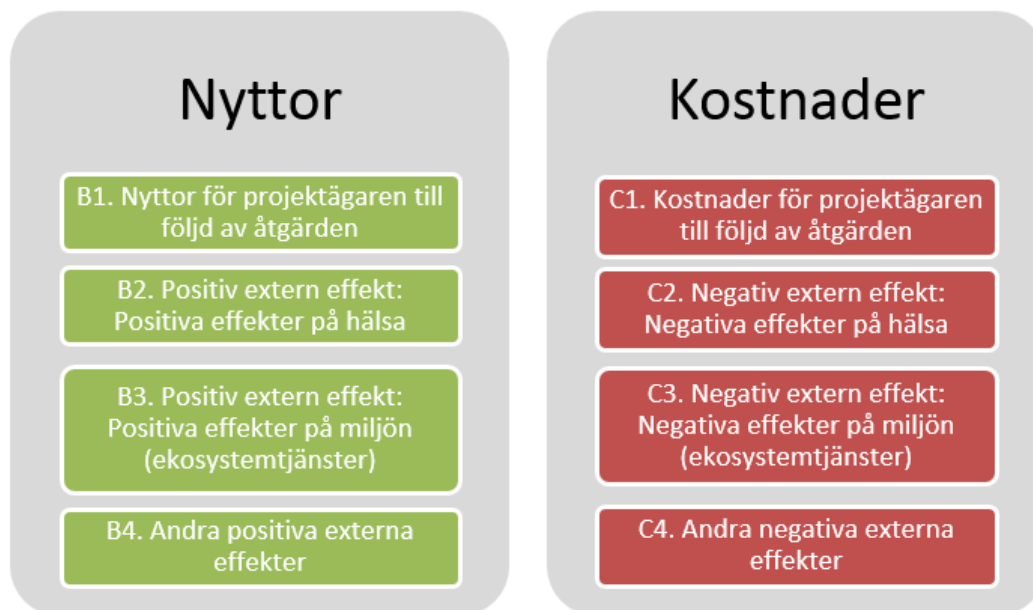 Nyttor
B1. Nyttor för projektägaren till
följd av åtgärden
B2. Positiv extern effekt:
Positiva effekter på hälsa
B3. Positiv extern effekt:
Positiva effekter på miljön
(ekosystemtjänster)
B4. Andra positiva externa
effekter
Kostnader
C1. Kostnader för projektägaren
till följd av åtgärden
C2. Negativ extern effekt:
Negativa effekter på hälsa
C3. Negativ extern effekt:
Negativa effekter på miljön
(ekosystemtjänster)
C4. Andra negativa externa
effekter